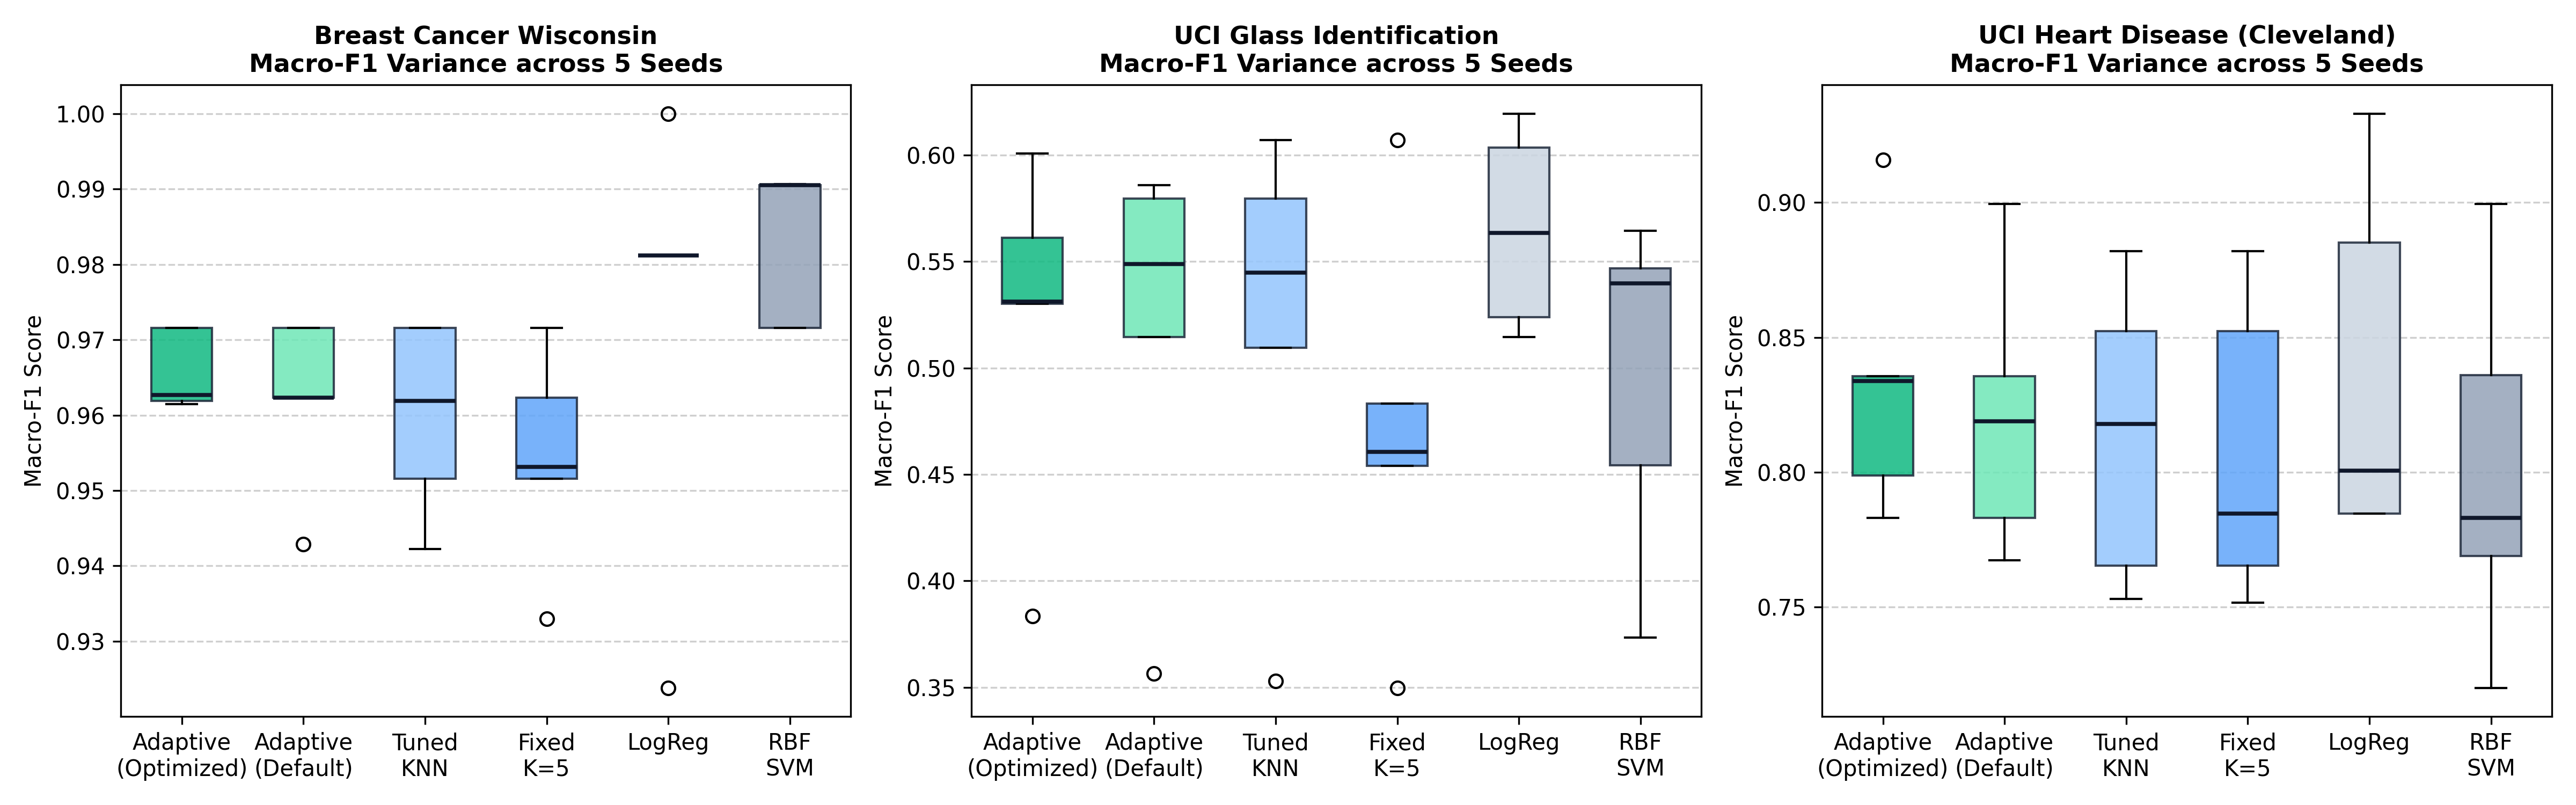 Breast Cancer Wisconsin
Macro-F1 Variance across 5 Seeds
Macro-F1 Score
1.00
0.99
0.98
0.97
0.96
0.95
0.94
0.93
Adaptive
(Optimized)
Adaptive
(Default)
Tuned
KNN
Fixed
K=5
LogReg
RBF
SVM
UCI Glass Identification
Macro-F1 Variance across 5 Seeds
Macro-F1 Score
0.60
0.55
0.50
0.45
0.40
0.35
Adaptive
(Optimized)
Adaptive
(Default)
Tuned
KNN
Fixed
K=5
LogReg
RBF
SVM
UCI Heart Disease (Cleveland)
Macro-F1 Variance across 5 Seeds
Macro-F1 Score
0.90
0.85
0.80
0.75
Adaptive
(Optimized)
Adaptive
(Default)
Tuned
KNN
Fixed
K=5
LogReg
RBF
SVM